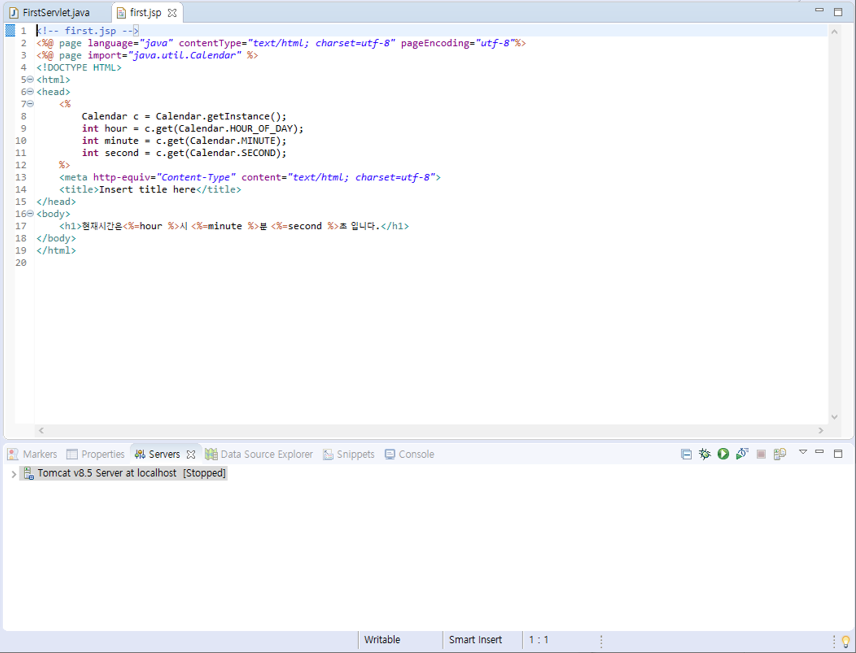 FirstServlet.java first.jsp
1 <!-- first.jsp -->
2 <%@ page language="java" contentType="text/html; charset=utf-8" pageEncoding="utf-8"%>
3 <%@ page import="java.util.Calendar" %>
4 <!DOCTYPE HTML>
5 <html>
6 <head>
7 <%
8 Calendar c = Calendar.getInstance();
9 int hour = c.get(Calendar.HOUR_OF_DAY);
10 int minute = c.get(Calendar.MINUTE);
11 int second = c.get(Calendar.SECOND);
12 %>
13 <meta http-equiv="Content-Type" content="text/html; charset=utf-8">
14 <title>Insert title here</title>
15 </head>
16 <body>
17 <h1>현재시간은<%=hour %>시 <%=minute %>분 <%=second %>초 입니다.</h1>
18 </body>
19 </html>
20
Markers Properties Servers Data Source Explorer Snippets Console
Tomcat v8.5 Server at localhost [Stopped]
Writable Smart Insert 1 : 1